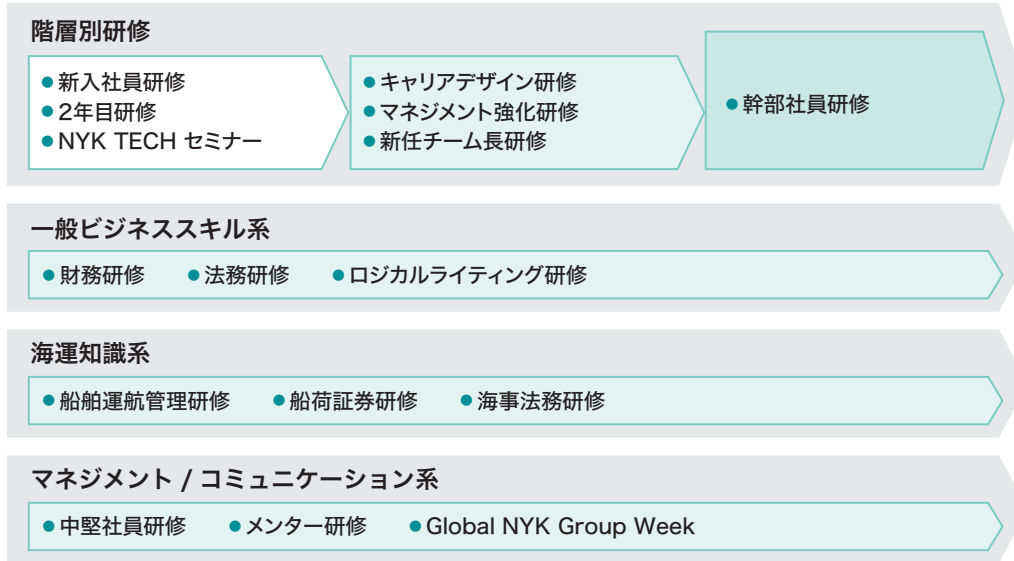 階層別研修
●新入社員研修
●2年目研修
●NYK TECH セミナー
●キャリアデザイン研修
●マネジメント強化研修
●新任チーム長研修
●幹部社員研修
一般ビジネススキル系
●財務研修 ●法務研修 ●ロジカルライティング研修
海運知識系
●船舶運航管理研修 ●船荷証券研修 ●海事法務研修
マネジメント / コミュニケーション系
●中堅社員研修 ●メンター研修 ●Global NYK Group Week